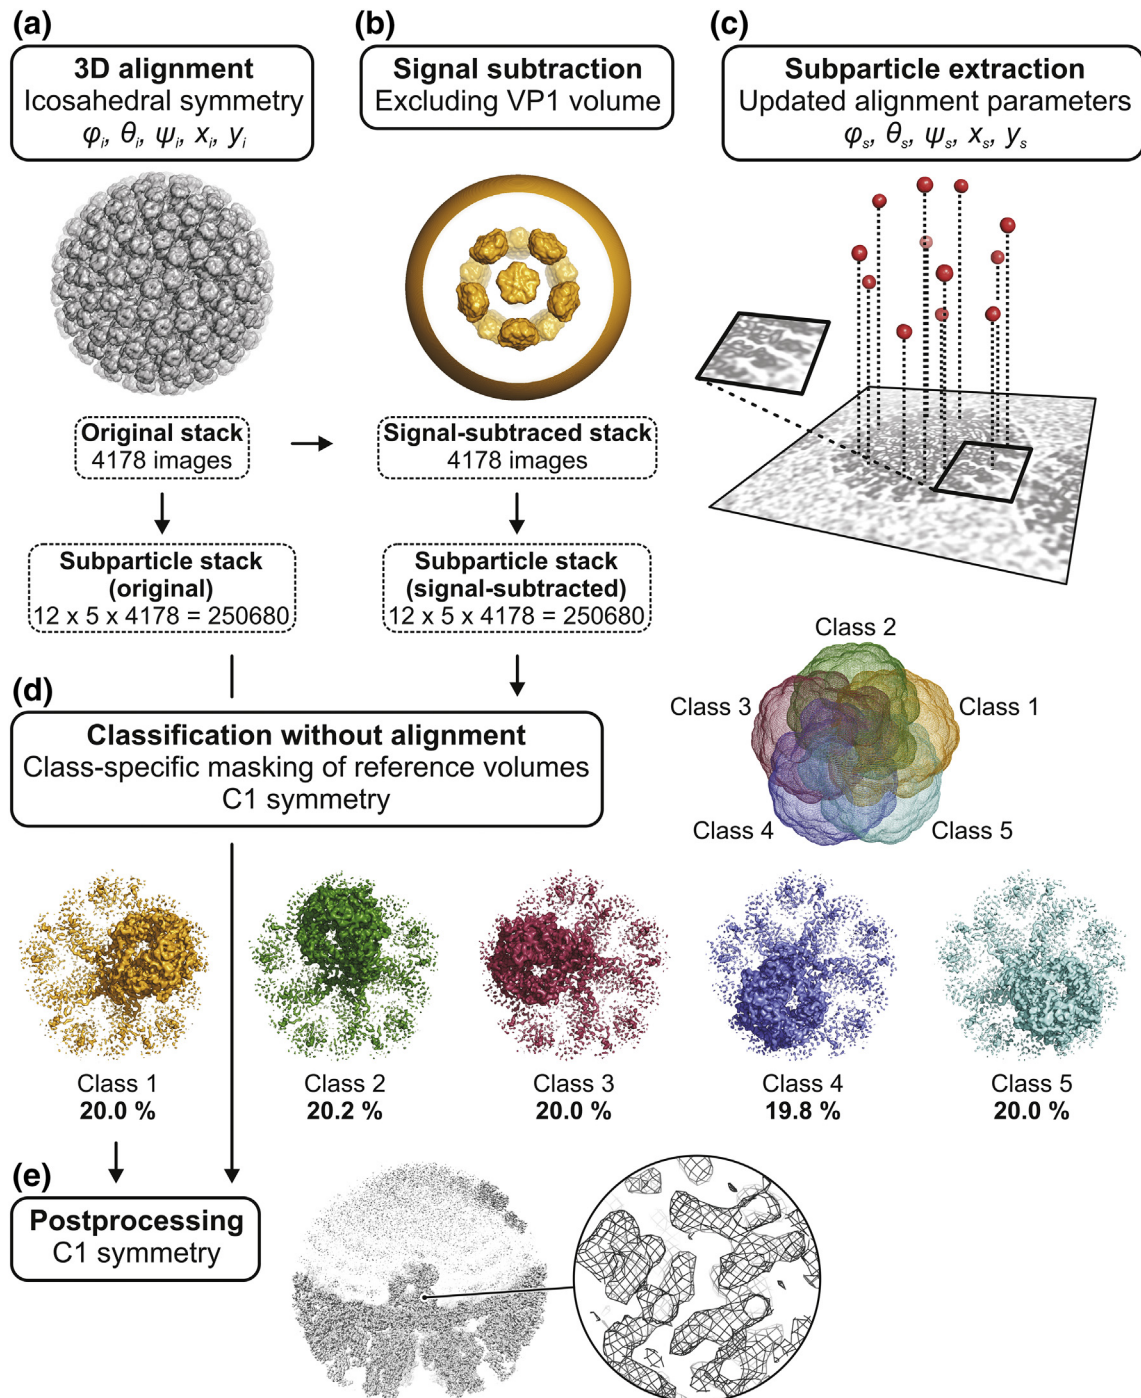 (a)
3D alignment
Icosahedral symmetry
φi, θi, ψi, xi, yi
(b)
Signal subtraction
Excluding VP1 volume
(c)
Subparticle extraction
Updated alignment parameters
φs, θs, ψs, xs, ys
Original stack
4178 images
Signal-subtraced stack
4178 images
Subparticle stack
(original)
12 x 5 x 4178 = 250680
Subparticle stack
(signal-subtracted)
12 x 5 x 4178 = 250680
(d)
Classification without alignment
Class-specific masking of reference volumes
C1 symmetry
Class 2
Class 3
Class 1
Class 4
Class 5
Class 1
20.0 %
Class 2
20.2 %
Class 3
20.0 %
Class 4
19.8 %
Class 5
20.0 %
(e)
Postprocessing
C1 symmetry